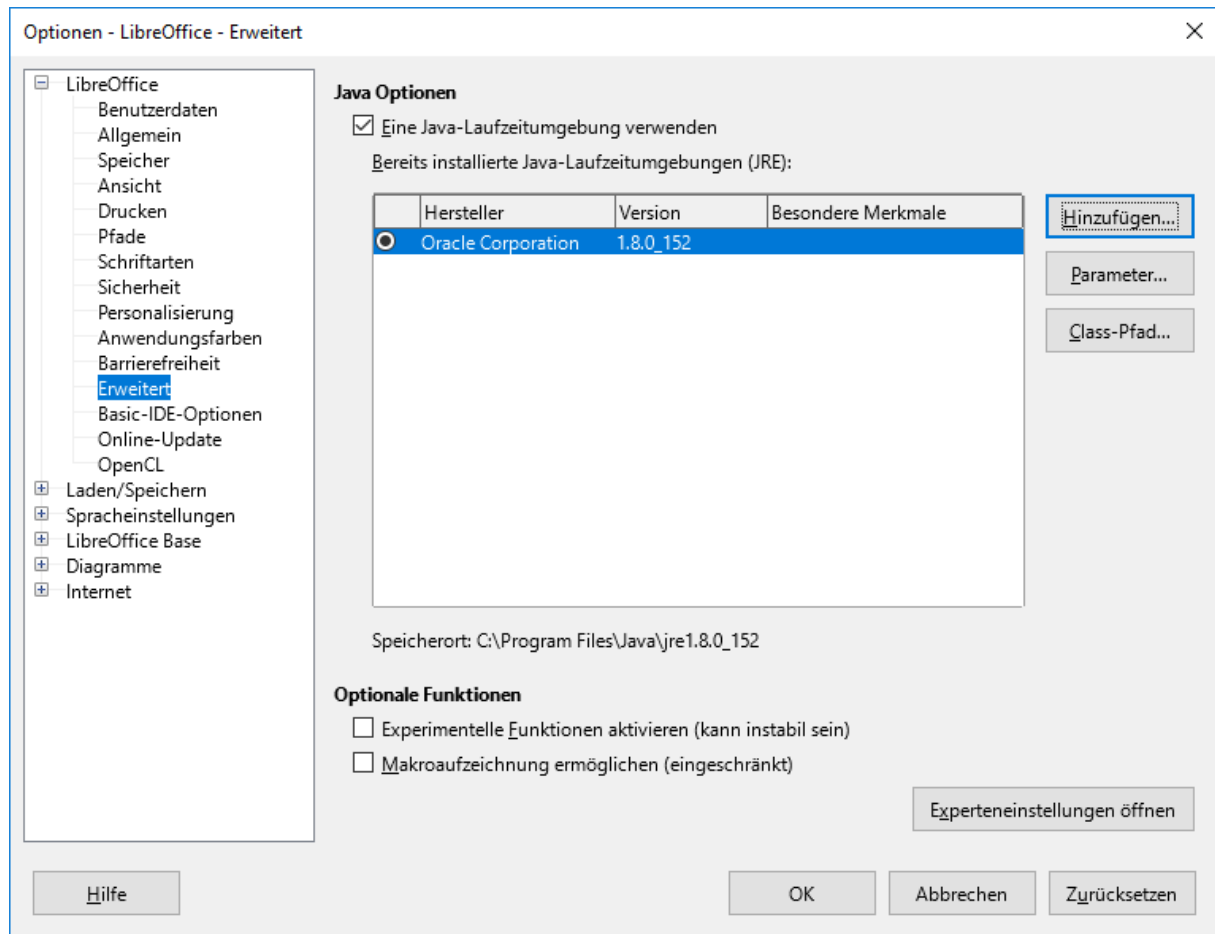 Optionen - LibreOffice - Erweitert
LibreOffice
Benutzerdaten
Allgemein
Speicher
Ansicht
Drucken
Pfade
Schriftarten
Sicherheit
Personalisierung
Anwendungsfarben
Barrierefreiheit
Erweitert
Basic-IDE-Optionen
Online-Update
OpenCL
Laden/Speichern
Spracheinstellungen
LibreOffice Base
Diagramme
Internet
Java Optionen
Eine Java-Laufzeitumgebung verwenden
Bereits installierte Java-Laufzeitumgebungen (JRE):
Hersteller Version Besondere Merkmale
Oracle Corporation 1.8.0_152
Hinzufügen...
Parameter...
Class-Pfad...
Speicherort: C:\Program Files\Java\jre1.8.0_152
Optionale Funktionen
Experimentelle Funktionen aktivieren (kann instabil sein)
Makroaufzeichnung ermöglichen (eingeschränkt)
Experteneinstellungen öffnen
Hilfe OK Abbrechen Zurücksetzen